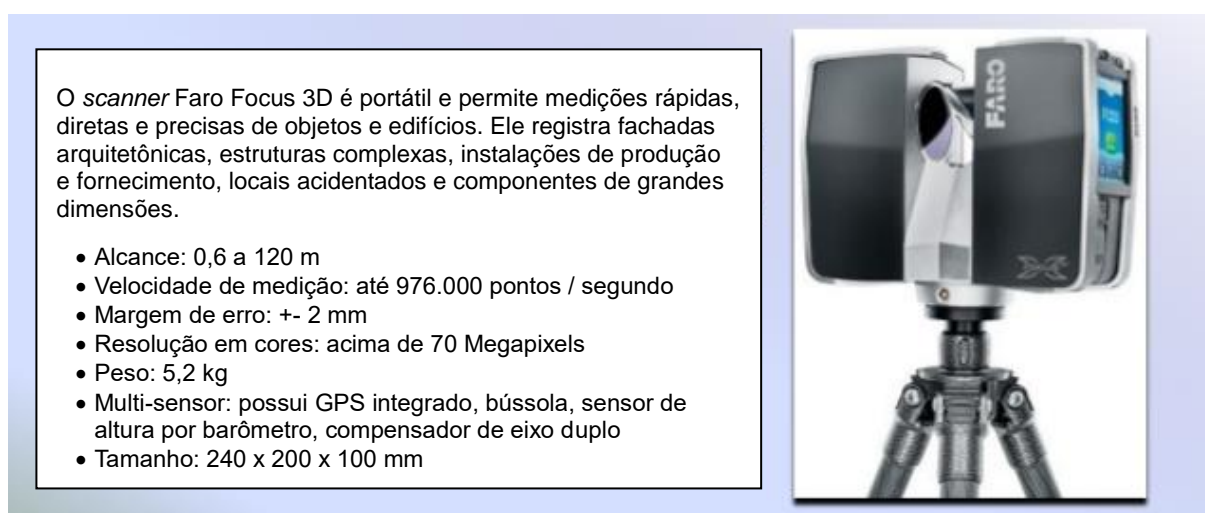 O scanner Faro Focus 3D é portátil e permite medições rápidas,
diretas e precisas de objetos e edifícios. Ele registra fachadas
arquitetônicas, estruturas complexas, instalações de produção
e fornecimento, locais acidentados e componentes de grandes
dimensões.
• Alcance: 0,6 a 120 m
• Velocidade de medição: até 976.000 pontos / segundo
• Margem de erro: +- 2 mm
• Resolução em cores: acima de 70 Megapixels
• Peso: 5,2 kg
• Multi-sensor: possui GPS integrado, bússola, sensor de
altura por barômetro, compensador de eixo duplo
• Tamanho: 240 x 200 x 100 mm
FARO